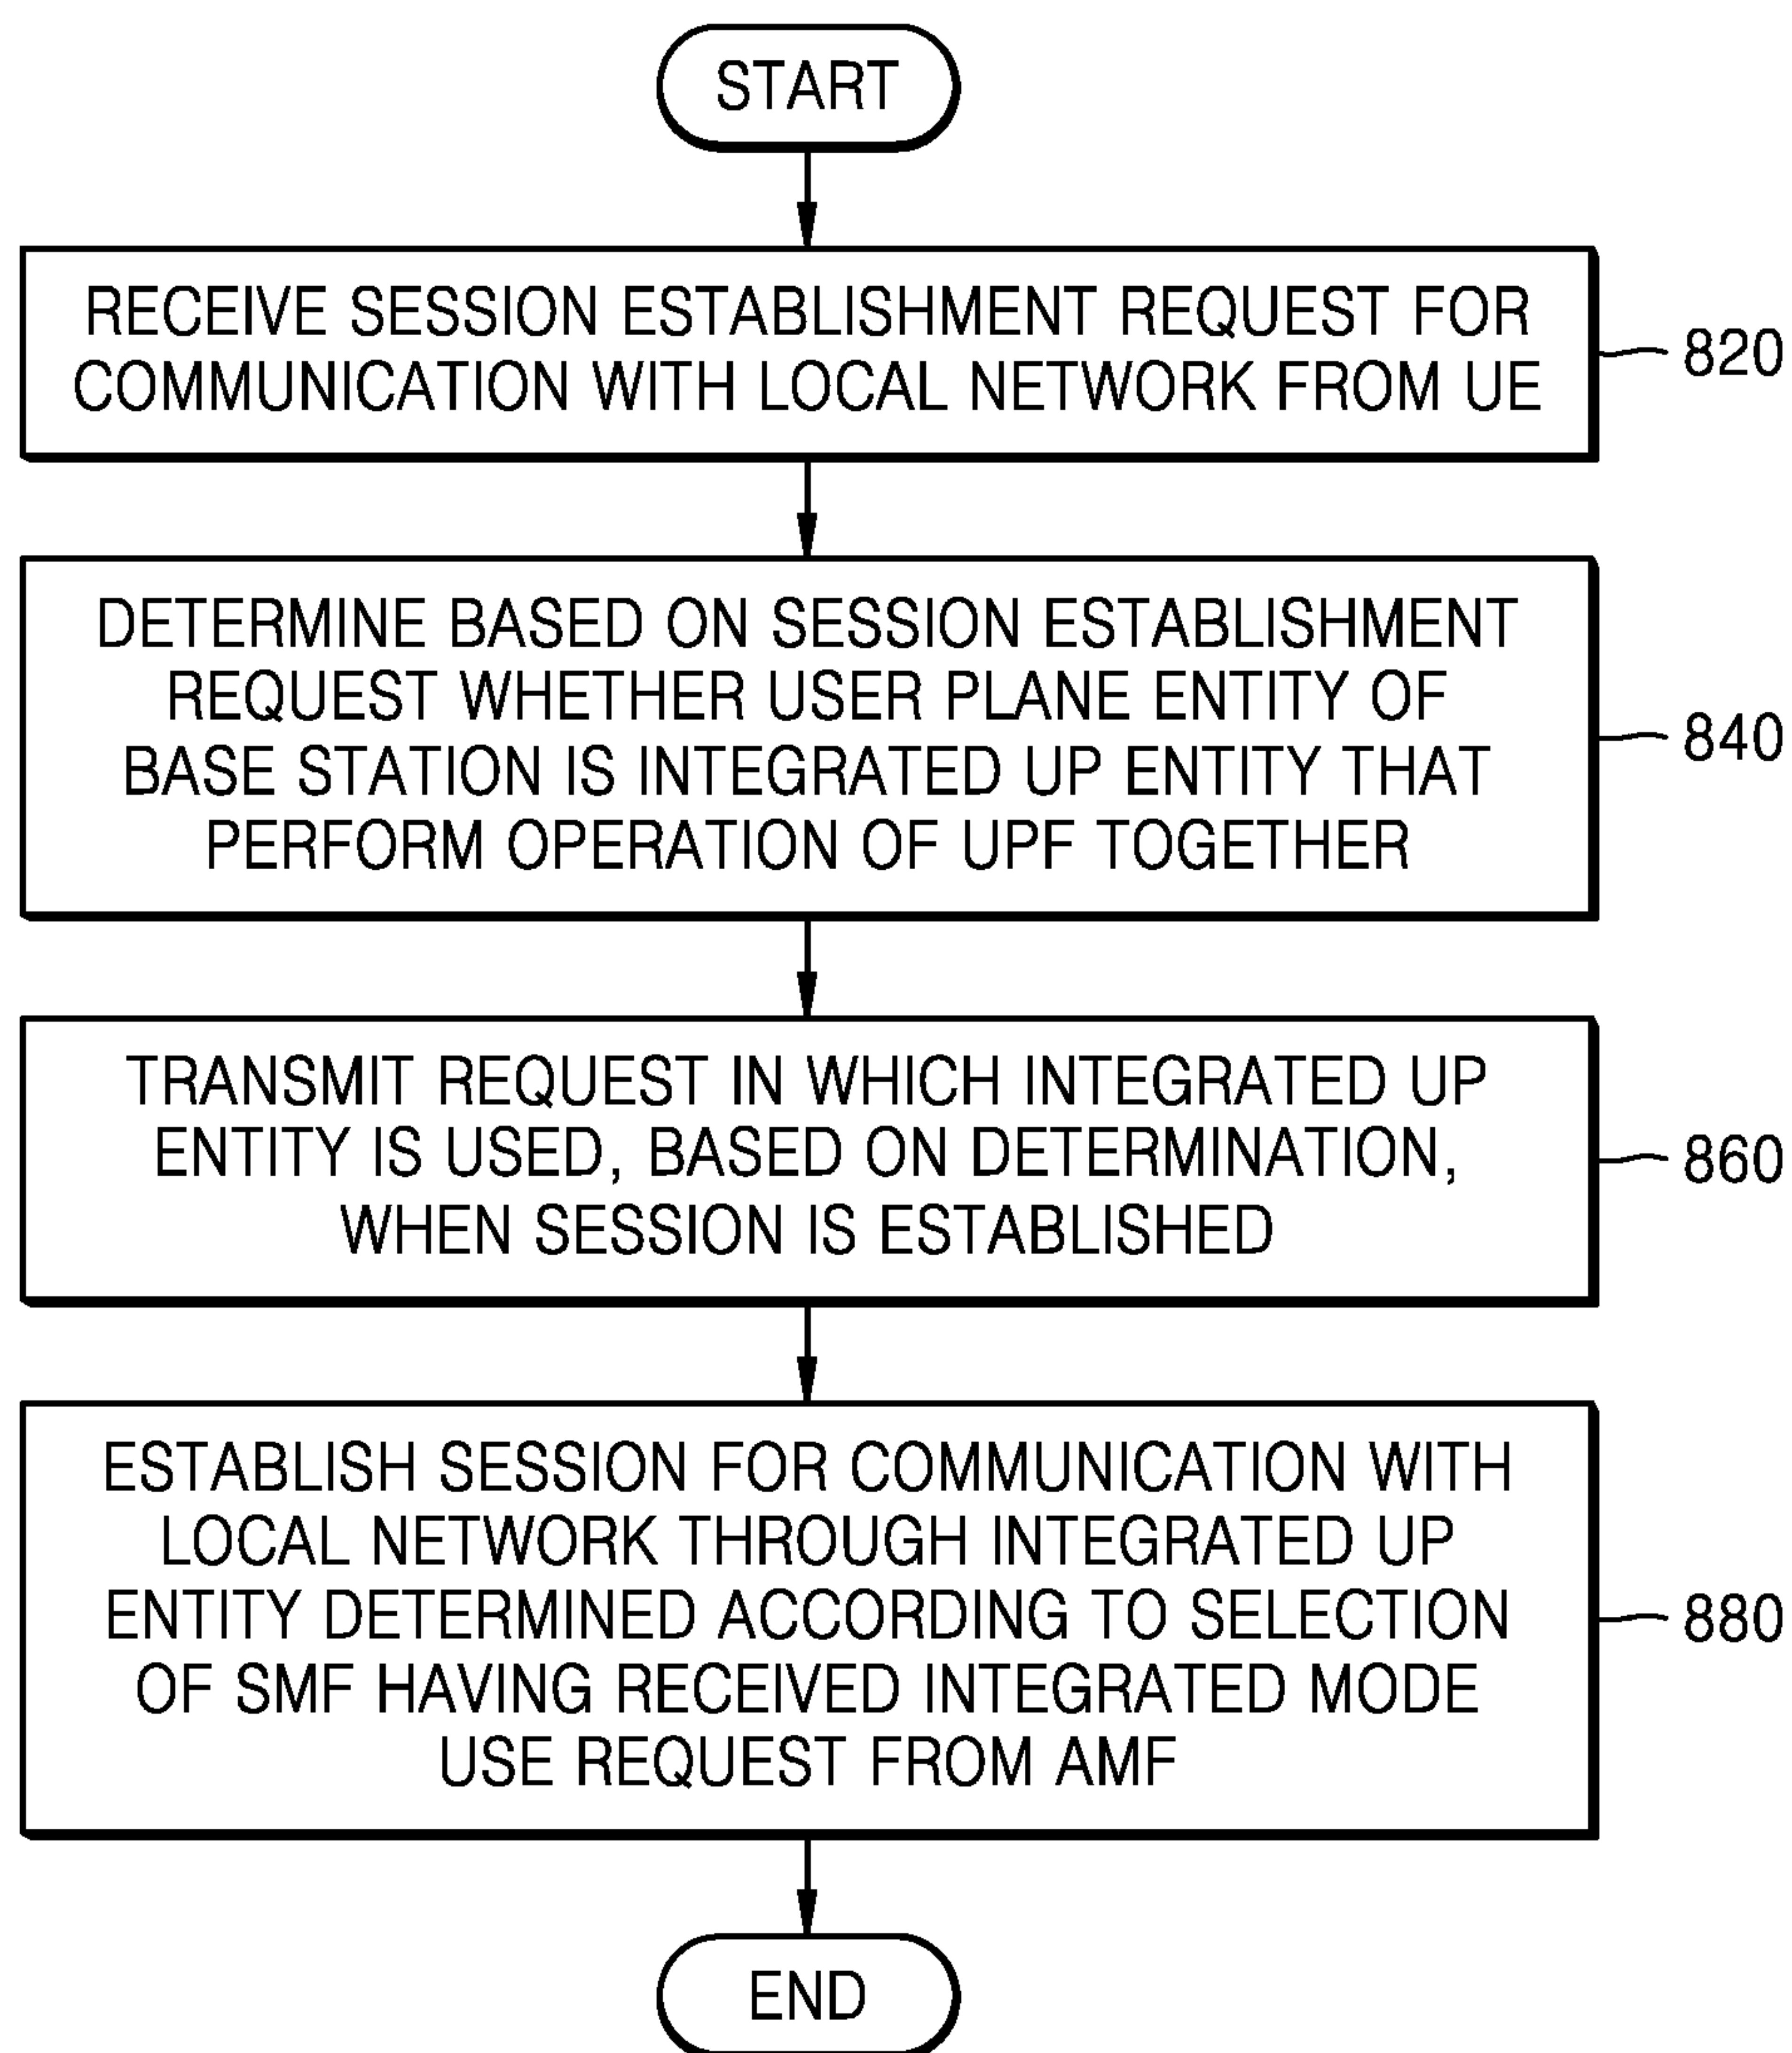 START
RECEIVE SESSION ESTABLISHMENT REQUEST FOR
COMMUNICATION WITH LOCAL NETWORK FROM UE
820
DETERMINE BASED ON SESSION ESTABLISHMENT
REQUEST WHETHER USER PLANE ENTITY OF
BASE STATION IS INTEGRATED UP ENTITY THAT
PERFORM OPERATION OF UPF TOGETHER
840
TRANSMIT REQUEST IN WHICH INTEGRATED UP
ENTITY IS USED, BASED ON DETERMINATION,
WHEN SESSION IS ESTABLISHED
860
ESTABLISH SESSION FOR COMMUNICATION WITH
LOCAL NETWORK THROUGH INTEGRATED UP
ENTITY DETERMINED ACCORDING TO SELECTION
OF SMF HAVING RECEIVED INTEGRATED MODE
USE REQUEST FROM AMF
880
END